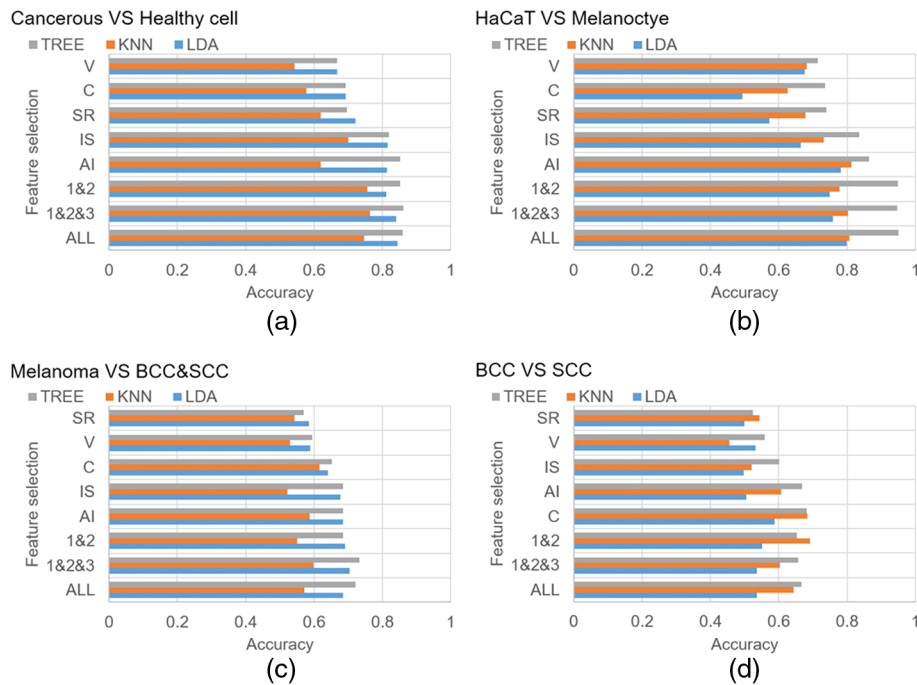 Cancerous VS Healthy cell
TREE KNN LDA
Feature selection
V
C
SR
IS
AI
1&2
1&2&3
ALL
0 0.2 0.4 0.6 0.8 1
Accuracy
(a)
HaCaT VS Melanoctye
TREE KNN LDA
Feature selection
V
C
SR
IS
AI
1&2
1&2&3
ALL
0 0.2 0.4 0.6 0.8 1
Accuracy
(b)
Melanoma VS BCC&SCC
TREE KNN LDA
Feature selection
SR
V
C
IS
AI
1&2
1&2&3
ALL
0 0.2 0.4 0.6 0.8 1
Accuracy
(c)
BCC VS SCC
TREE KNN LDA
Feature selection
SR
V
IS
AI
C
1&2
1&2&3
ALL
0 0.2 0.4 0.6 0.8 1
Accuracy
(d)